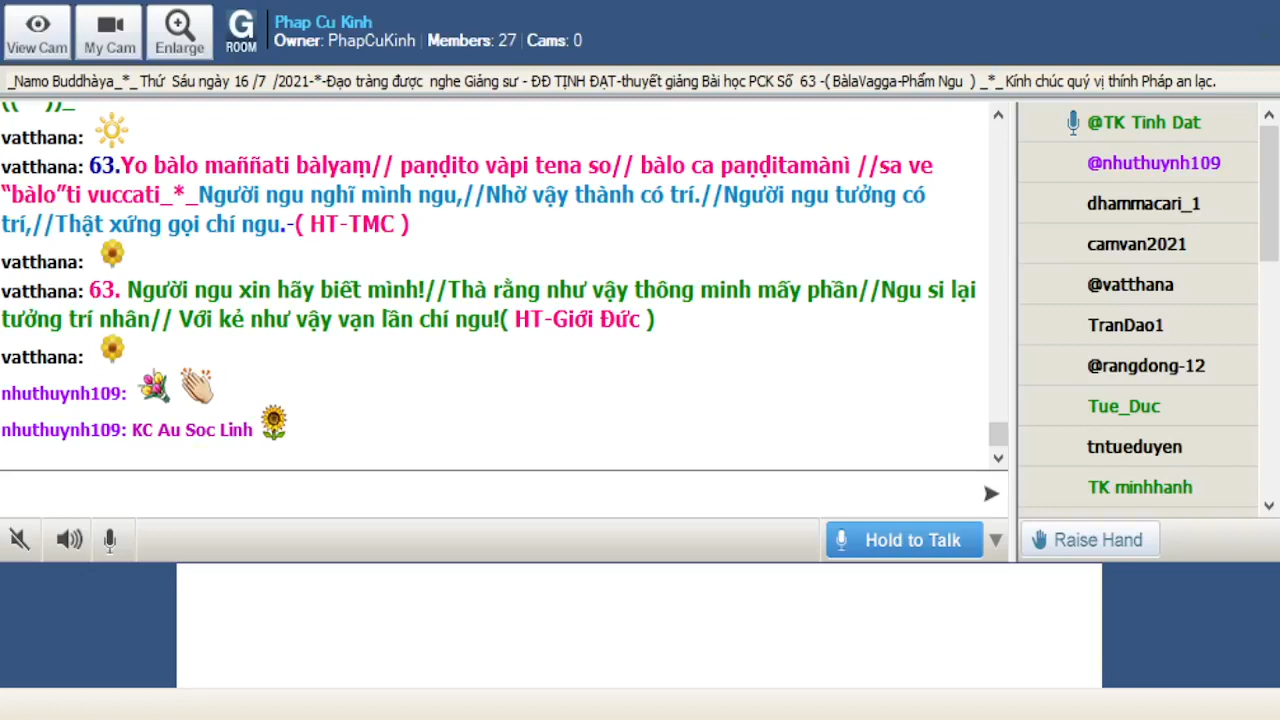 Phap Cu Kinh
View Cam My Cam Enlarge G ROOM Owner: PhapCuKinh Members: 27 Cams: 0
_Namo Buddhàya_*_ Thứ Sáu ngày 16 /7 /2021-*-Đạo tràng được nghe Giảng sư - ĐĐ TỊNH ĐẠT-thuyết giảng Bài học PCK Số 63 -( BàlaVagga-Phẩm Ngu ) _*_ Kính chúc quý vị thính Pháp an lạc.
vatthana:
vatthana: 63.Yo bàlo maññati bàlyaṃ// paṇḍito vàpi tena so// bàlo ca paṇḍitamànì //sa ve
“bàlo”ti vuccati_*_Người ngu nghĩ mình ngu,//Nhờ vậy thành có trí.//Người ngu tưởng có
trí,//Thật xứng gọi chí ngu.-( HT-TMC )
vatthana:
vatthana: 63. Người ngu xin hãy biết mình!//Thà rằng như vậy thông minh mấy phần//Ngu si lại
tưởng trí nhân// Với kẻ như vậy vạn lần chí ngu!( HT-Giới Đức )
vatthana:
nhuthuynh109:
nhuthuynh109: KC Au Soc Linh
@TK Tinh Dat
@nhuthuynh109
dhammacari_1
camvan2021
@vatthana
TranDao1
@rangdong-12
Tue_Duc
tntueduyen
TK minhhanh
Hold to Talk
Raise Hand